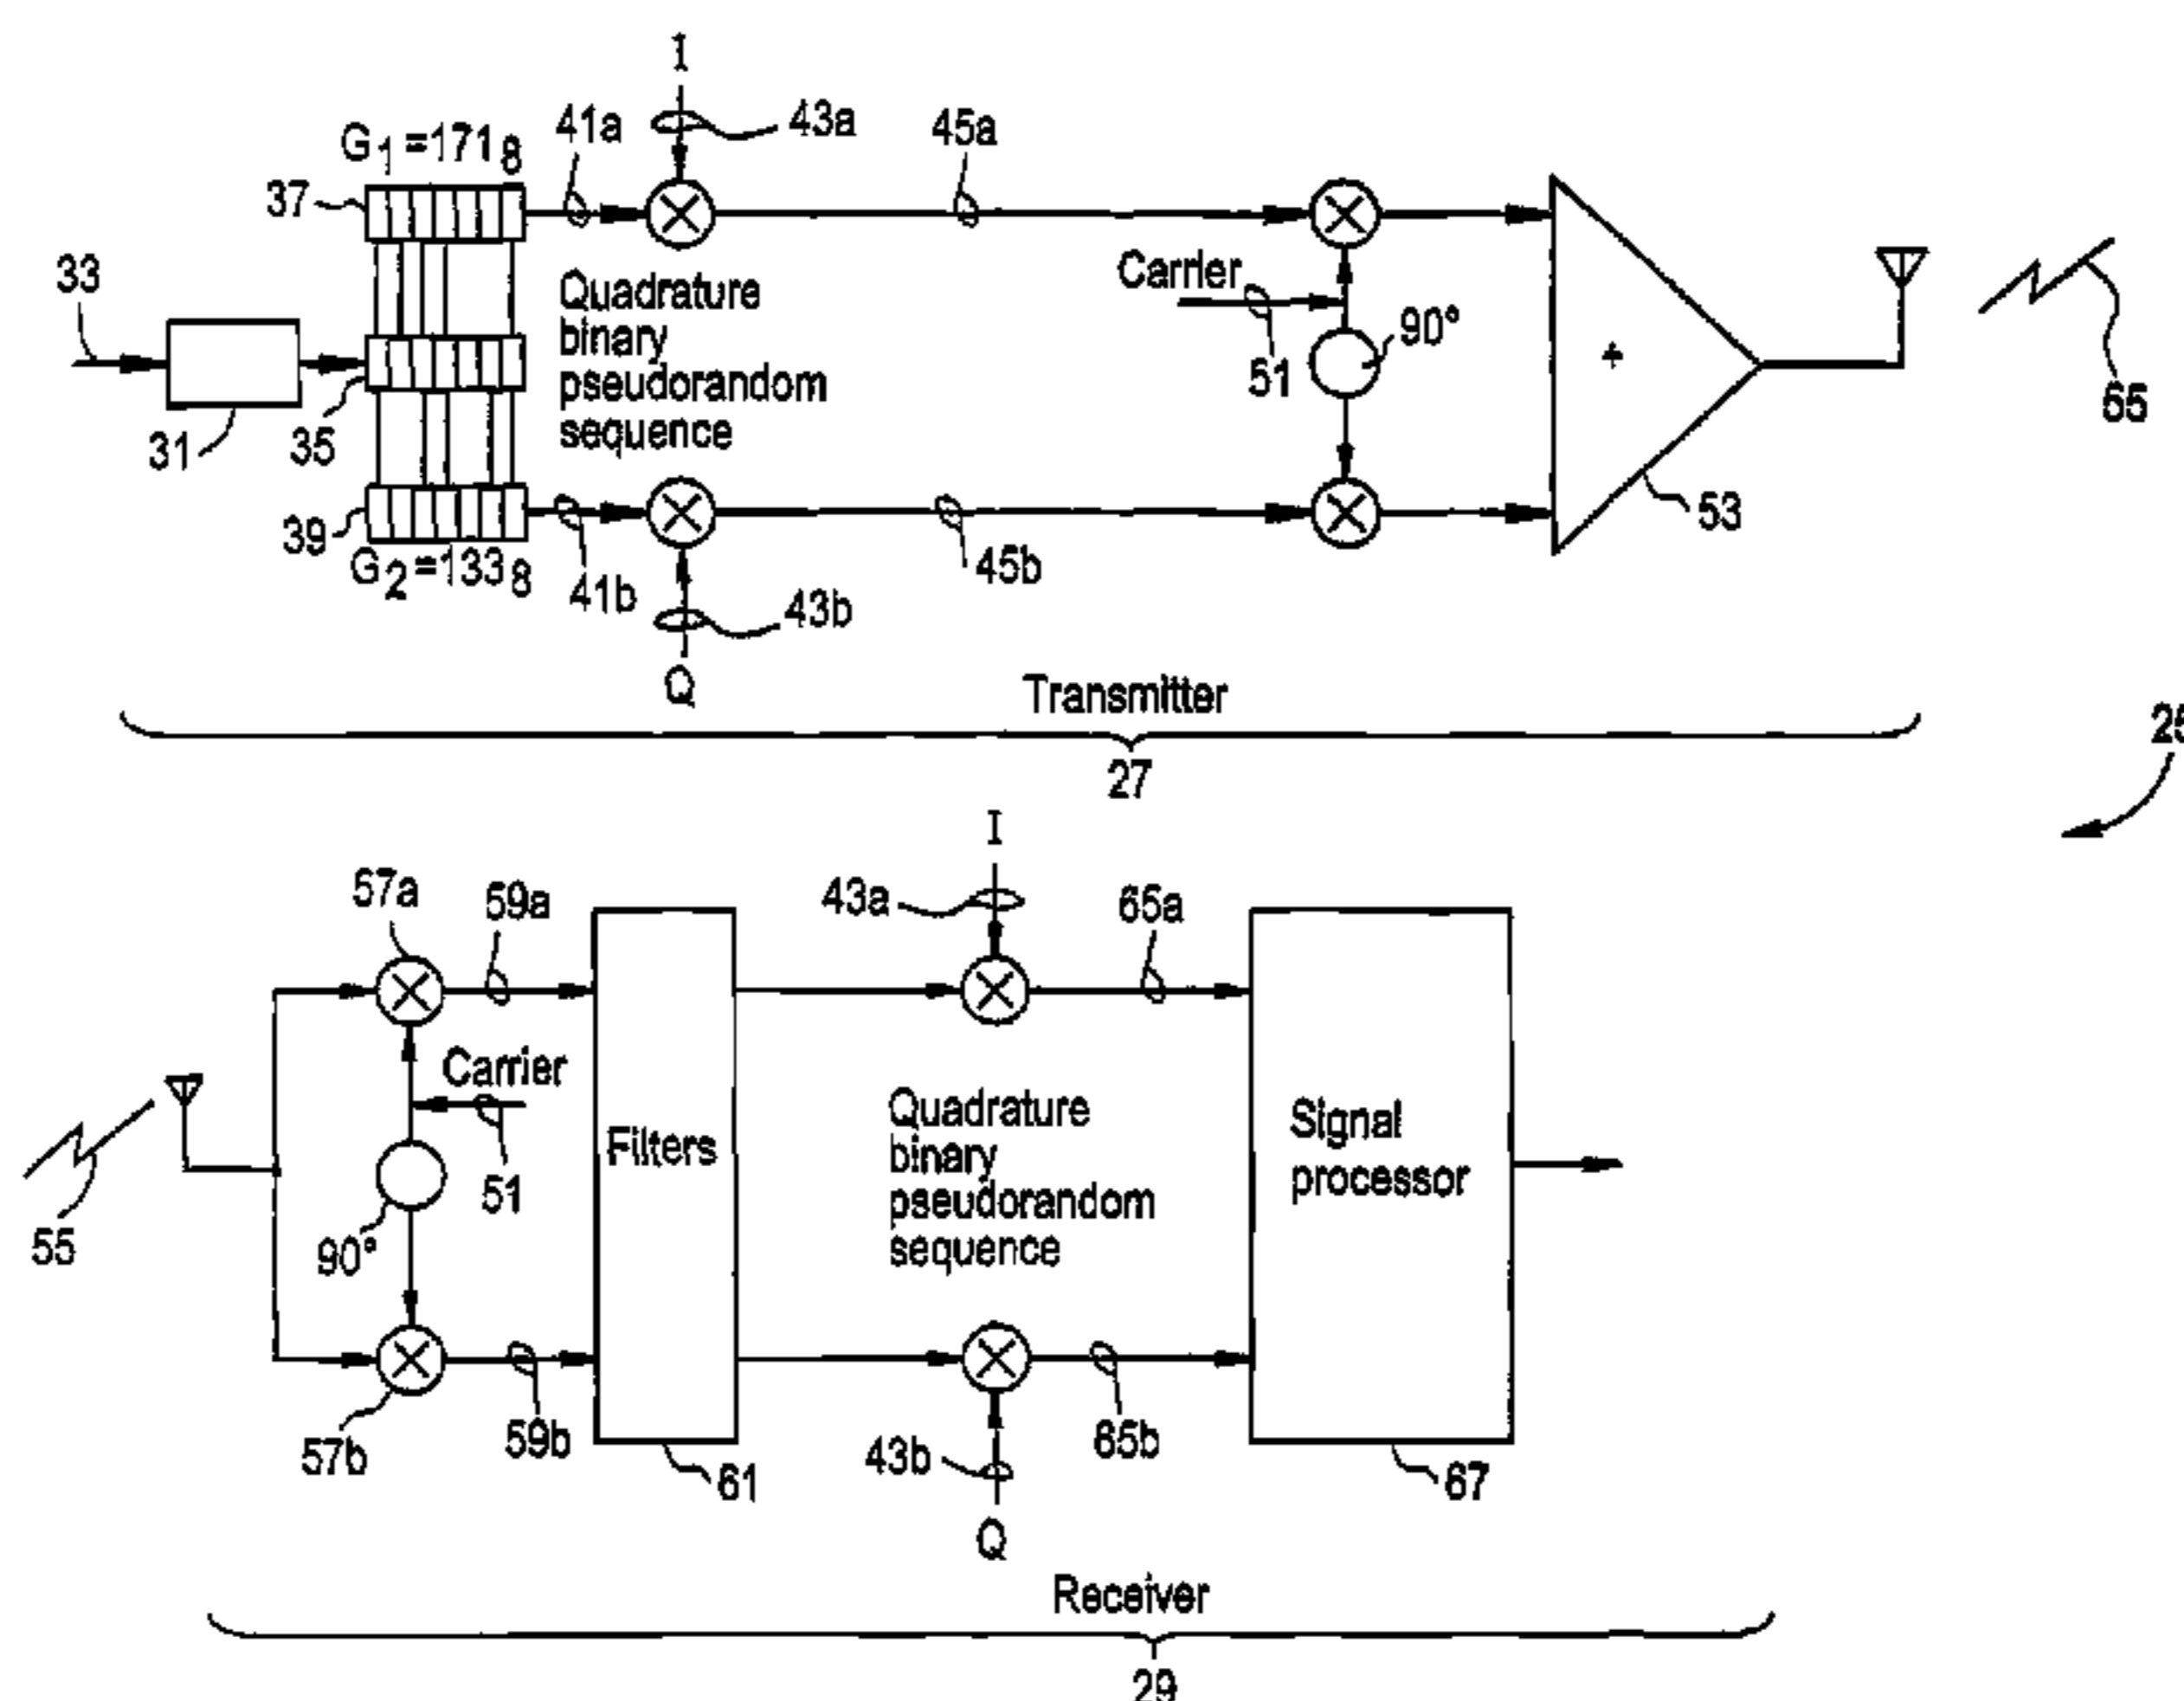 I
43a
41a
45a
G1=1718
37
33
Quadrature
binary
pseudorandom
sequence
Carrier
90°
51
65
31
35
39
G2=1338
41b
45b
53
43b
Q
Transmitter
27
25
I
57a
59a
43a
65a
Carrier
Filters
Quadrature
binary
pseudorandom
sequence
Signal
processor
51
55
90°
57b
59b
61
43b
65b
67
Q
Receiver
29